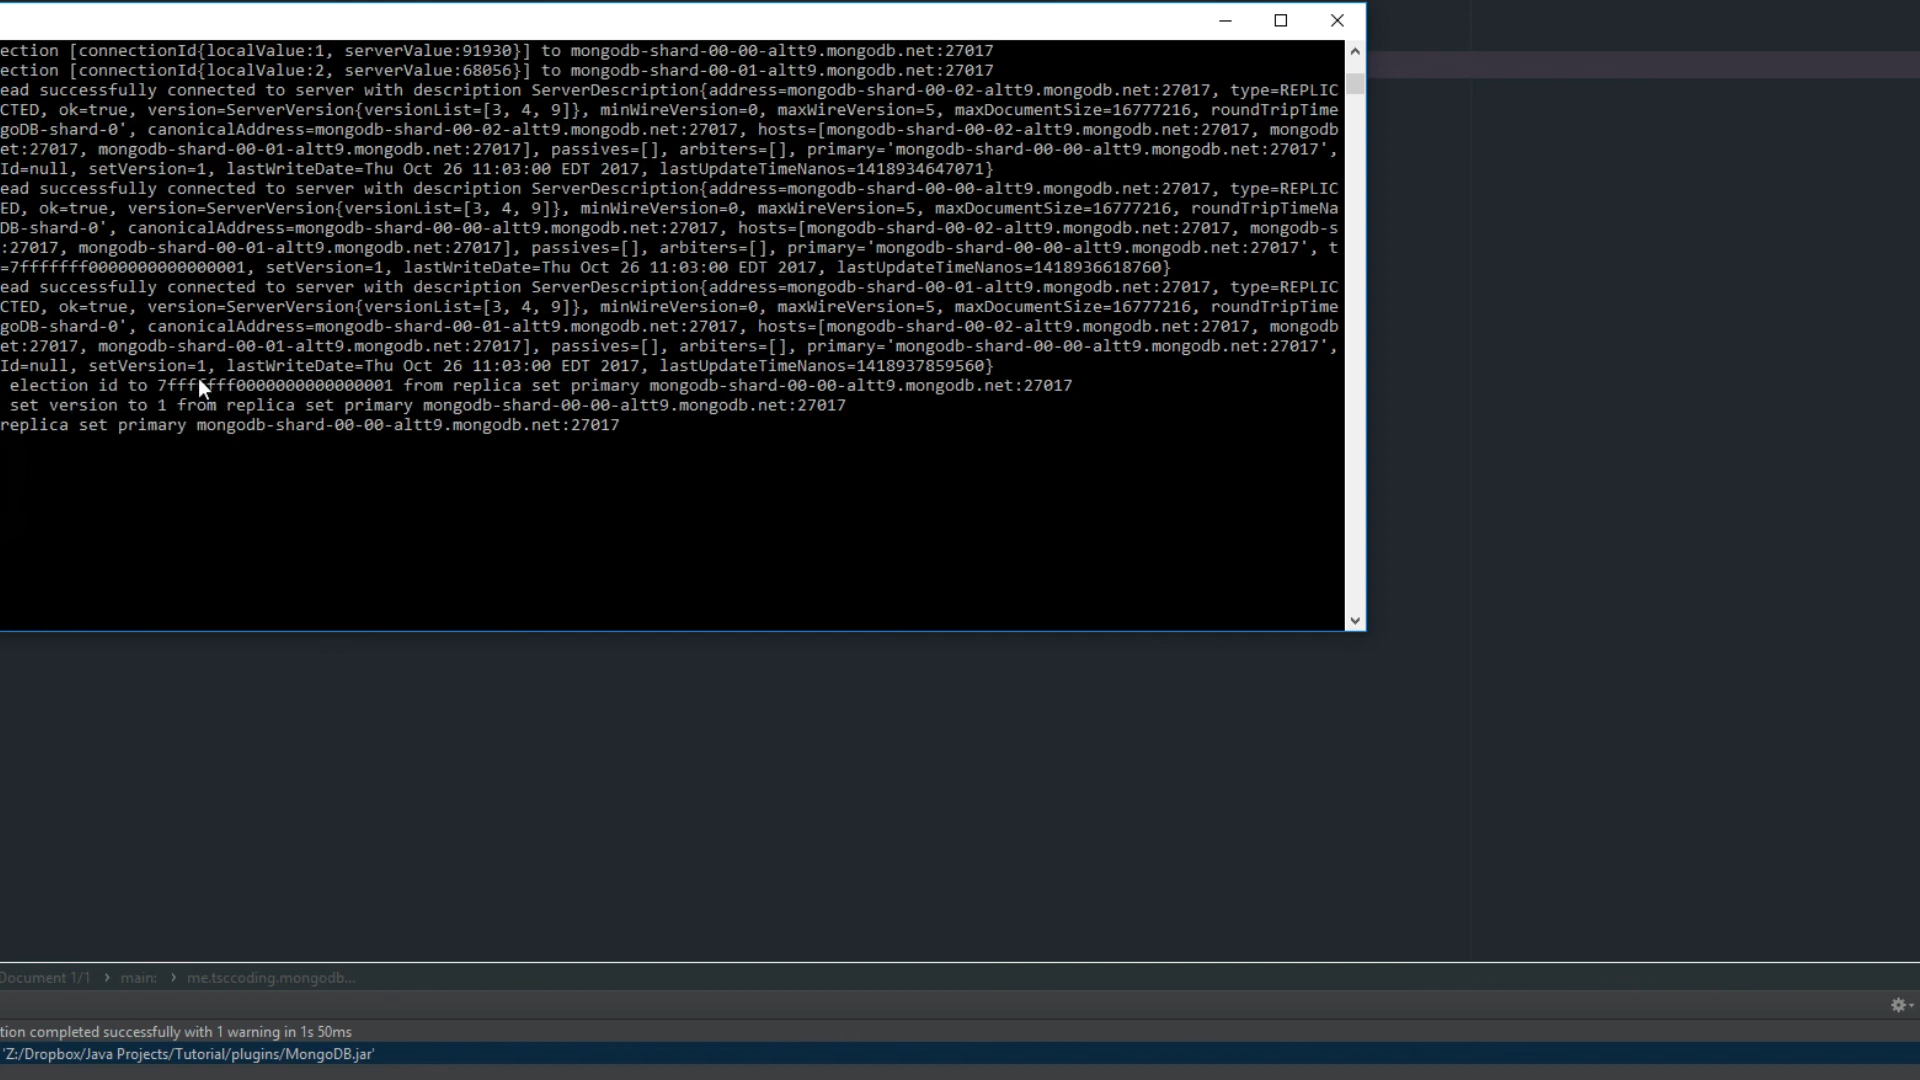 ection [connectionId{localValue:1, serverValue:91930}] to mongodb-shard-00-00-altt9.mongodb.net:27017
ection [connectionId{localValue:2, serverValue:68056}] to mongodb-shard-00-01-altt9.mongodb.net:27017
ead successfully connected to server with description ServerDescription{address=mongodb-shard-00-02-altt9.mongodb.net:27017, type=REPLIC
CTED, ok=true, version=ServerVersion{versionList=[3, 4, 9]}, minWireVersion=0, maxWireVersion=5, maxDocumentSize=16777216, roundTripTime
goDB-shard-0', canonicalAddress=mongodb-shard-00-02-altt9.mongodb.net:27017, hosts=[mongodb-shard-00-02-altt9.mongodb.net:27017, mongodb
et:27017, mongodb-shard-00-01-altt9.mongodb.net:27017], passives=[], arbiters=[], primary='mongodb-shard-00-00-altt9.mongodb.net:27017',
Id=null, setVersion=1, lastWriteDate=Thu Oct 26 11:03:00 EDT 2017, lastUpdateTimeNanos=1418934647071}
ead successfully connected to server with description ServerDescription{address=mongodb-shard-00-00-altt9.mongodb.net:27017, type=REPLIC
ED, ok=true, version=ServerVersion{versionList=[3, 4, 9]}, minWireVersion=0, maxWireVersion=5, maxDocumentSize=16777216, roundTripTimeNa
DB-shard-0', canonicalAddress=mongodb-shard-00-00-altt9.mongodb.net:27017, hosts=[mongodb-shard-00-02-altt9.mongodb.net:27017, mongodb-s
:27017, mongodb-shard-00-01-altt9.mongodb.net:27017], passives=[], arbiters=[], primary='mongodb-shard-00-00-altt9.mongodb.net:27017', t
=7fffffff0000000000000001, setVersion=1, lastWriteDate=Thu Oct 26 11:03:00 EDT 2017, lastUpdateTimeNanos=1418936618760}
ead successfully connected to server with description ServerDescription{address=mongodb-shard-00-01-altt9.mongodb.net:27017, type=REPLIC
CTED, ok=true, version=ServerVersion{versionList=[3, 4, 9]}, minWireVersion=0, maxWireVersion=5, maxDocumentSize=16777216, roundTripTime
goDB-shard-0', canonicalAddress=mongodb-shard-00-01-altt9.mongodb.net:27017, hosts=[mongodb-shard-00-02-altt9.mongodb.net:27017, mongodb
et:27017, mongodb-shard-00-01-altt9.mongodb.net:27017], passives=[], arbiters=[], primary='mongodb-shard-00-00-altt9.mongodb.net:27017',
Id=null, setVersion=1, lastWriteDate=Thu Oct 26 11:03:00 EDT 2017, lastUpdateTimeNanos=1418937859560}
election id to 7fffffff0000000000000001 from replica set primary mongodb-shard-00-00-altt9.mongodb.net:27017
set version to 1 from replica set primary mongodb-shard-00-00-altt9.mongodb.net:27017
replica set primary mongodb-shard-00-00-altt9.mongodb.net:27017
Document 1/1 › main: › me.tsccoding.mongodb...
tion completed successfully with 1 warning in 1s 50ms
'Z:/Dropbox/Java Projects/Tutorial/plugins/MongoDB.jar'